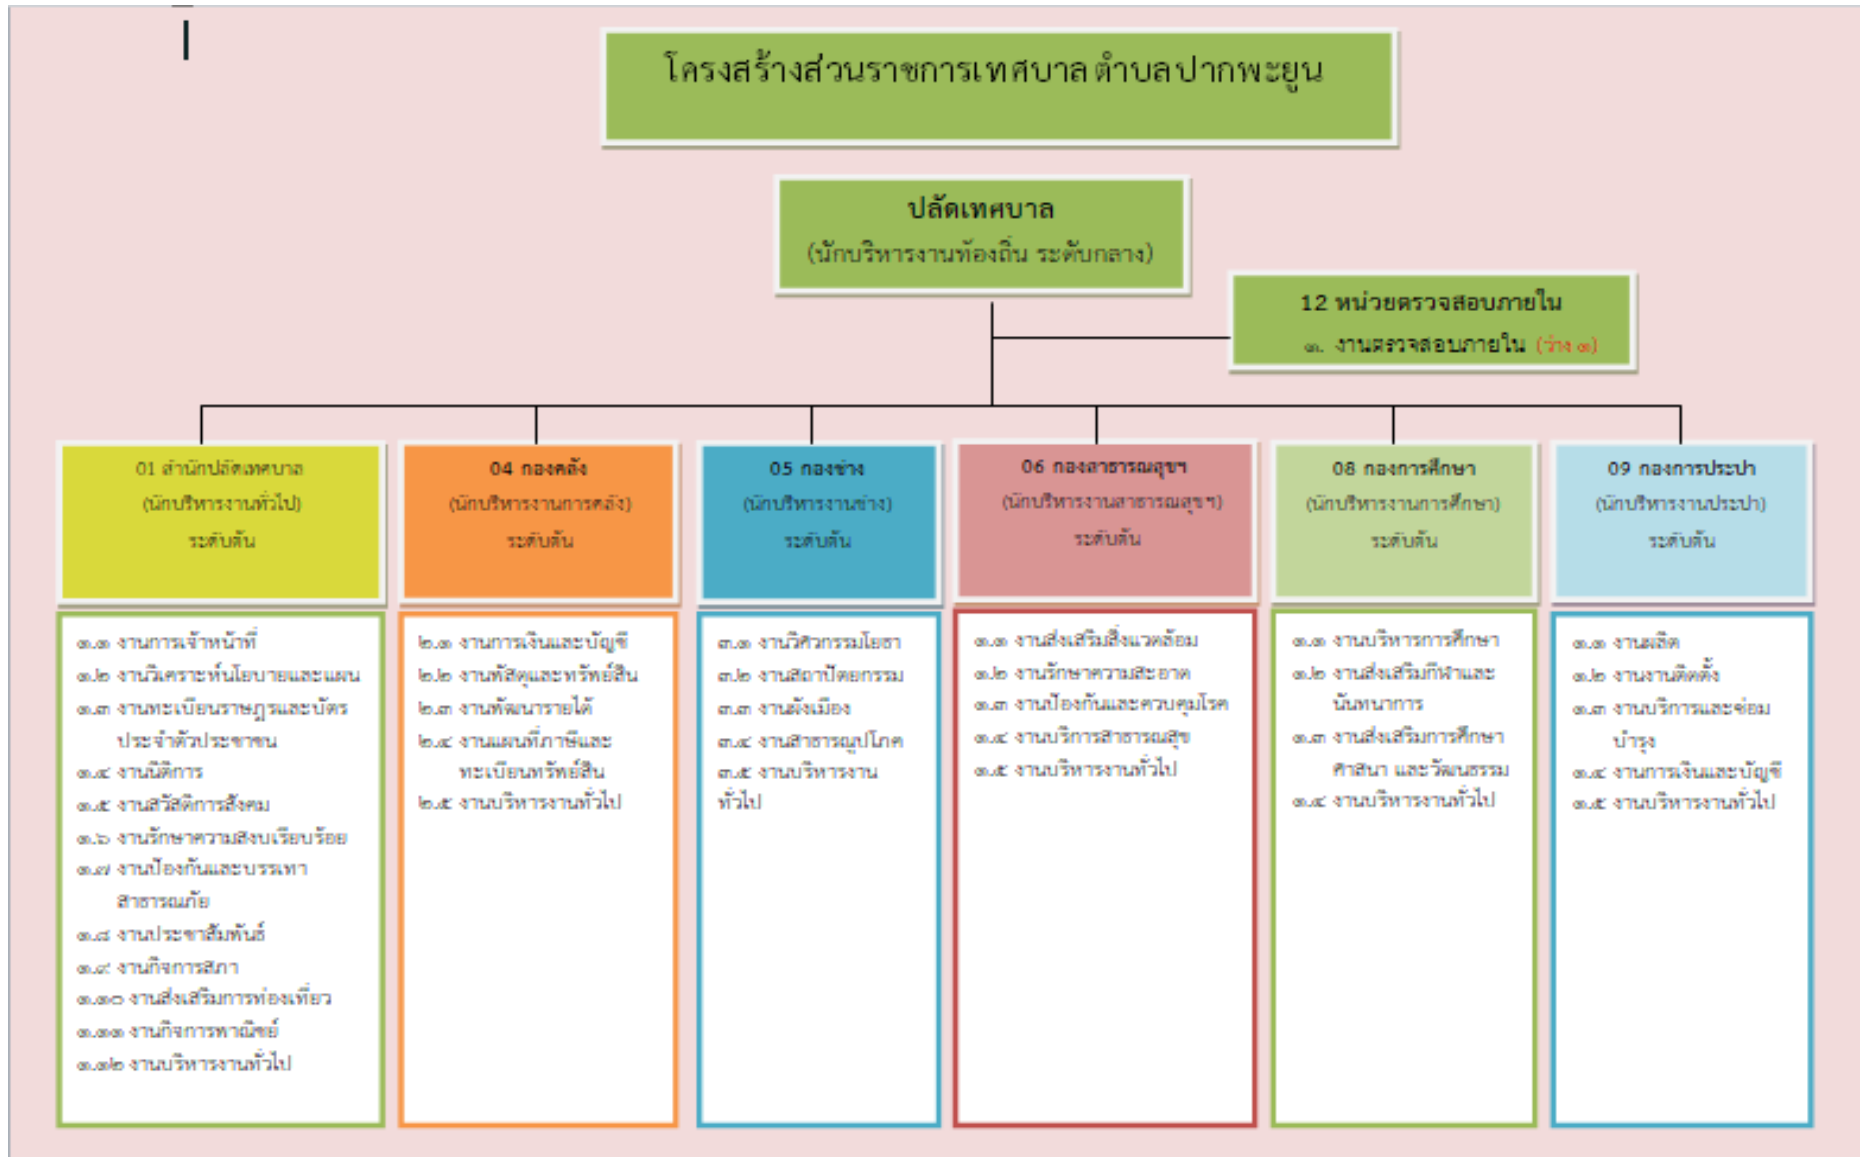 โครงสร้างส่วนราชการเทศบาลตำบลปากพะยูน
ปลัดเทศบาล
(นักบริหารงานท้องถิ่น ระดับกลาง)
12 หน่วยตรวจสอบภายใน
๑. งานตรวจสอบภายใน (ว่าง ๑)
01 สำนักปลัดเทศบาล
(นักบริหารงานทั่วไป)
ระดับต้น
๑.๑ งานการเจ้าหน้าที่
๑.๒ งานวิเคราะห์นโยบายและแผน
๑.๓ งานทะเบียนราษฎรและบัตร
ประจำตัวประชาชน
๑.๔ งานนิติการ
๑.๕ งานสวัสดิการสังคม
๑.๖ งานรักษาความสงบเรียบร้อย
๑.๗ งานป้องกันและบรรเทา
สาธารณภัย
๑.๘ งานประชาสัมพันธ์
๑.๙ งานกิจการสภา
๑.๑๐ งานส่งเสริมการท่องเที่ยว
๑.๑๑ งานกิจการพาณิชย์
๑.๑๒ งานบริหารงานทั่วไป
04 กองคลัง
(นักบริหารงานการคลัง)
ระดับต้น
๒.๑ งานการเงินและบัญชี
๒.๒ งานพัสดุและทรัพย์สิน
๒.๓ งานพัฒนารายได้
๒.๔ งานแผนที่ภาษีและ
ทะเบียนทรัพย์สิน
๒.๕ งานบริหารงานทั่วไป
05 กองช่าง
(นักบริหารงานช่าง)
ระดับต้น
๓.๑ งานวิศวกรรมโยธา
๓.๒ งานสถาปัตยกรรม
๓.๓ งานผังเมือง
๓.๔ งานสาธารณูปโภค
๓.๕ งานบริหารงาน
ทั่วไป
06 กองสาธารณสุขฯ
(นักบริหารงานสาธารณสุขฯ)
ระดับต้น
๑.๑ งานส่งเสริมสิ่งแวดล้อม
๑.๒ งานรักษาความสะอาด
๑.๓ งานป้องกันและควบคุมโรค
๑.๔ งานบริการสาธารณสุข
๑.๕ งานบริหารงานทั่วไป
08 กองการศึกษา
(นักบริหารงานการศึกษา)
ระดับต้น
๑.๑ งานบริหารการศึกษา
๑.๒ งานส่งเสริมกีฬาและ
นันทนาการ
๑.๓ งานส่งเสริมการศึกษา
ศาสนา และวัฒนธรรม
๑.๔ งานบริหารงานทั่วไป
09 กองการประปา
(นักบริหารงานประปา)
ระดับต้น
๑.๑ งานผลิต
๑.๒ งานงานติดตั้ง
๑.๓ งานบริการและซ่อม
บำรุง
๑.๔ งานการเงินและบัญชี
๑.๕ งานบริหารงานทั่วไป